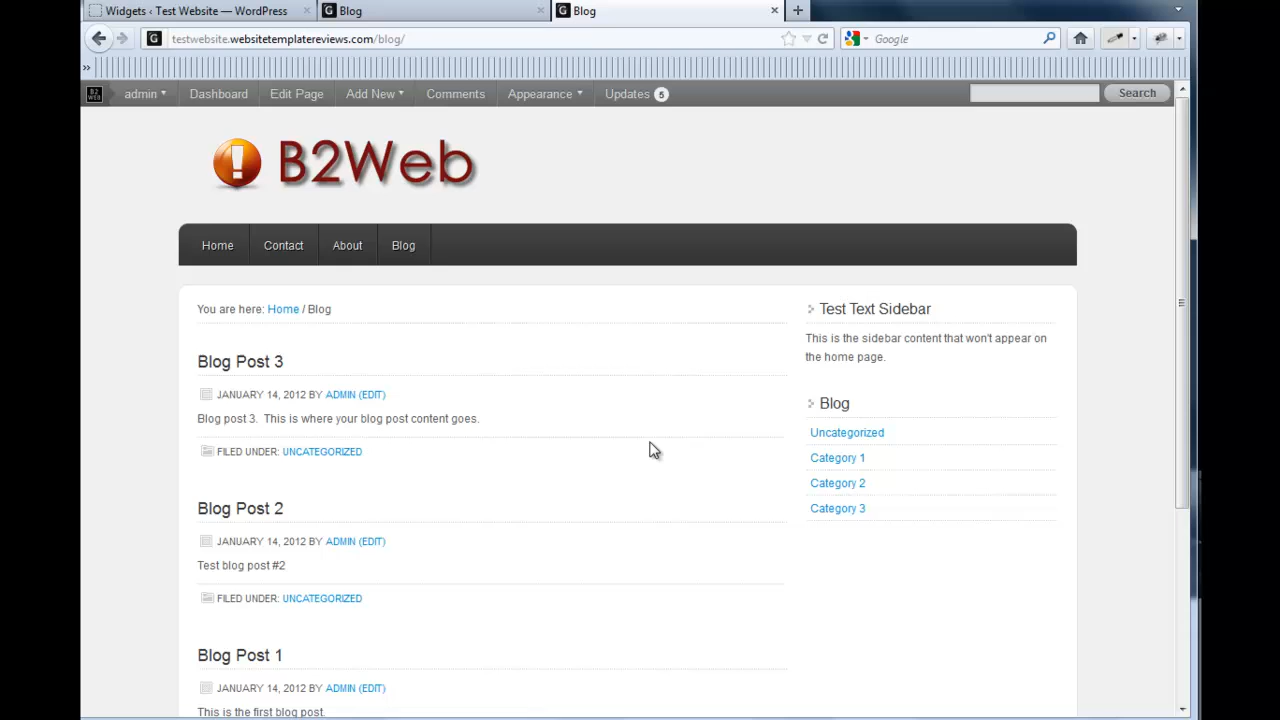 Widgets ‹ Test Website — WordPress
Blog
Blog
testwebsite.websitetemplatereviews.com/blog/
Google
»
B2 WEB
admin
Dashboard
Edit Page
Add New
Comments
Appearance
Updates 5
Search
B2Web
Home
Contact
About
Blog
You are here: Home / Blog
Blog Post 3
JANUARY 14, 2012 BY ADMIN (EDIT)
Blog post 3. This is where your blog post content goes.
FILED UNDER: UNCATEGORIZED
Blog Post 2
JANUARY 14, 2012 BY ADMIN (EDIT)
Test blog post #2
FILED UNDER: UNCATEGORIZED
Blog Post 1
JANUARY 14, 2012 BY ADMIN (EDIT)
This is the first blog post.
Test Text Sidebar
This is the sidebar content that won't appear on
the home page.
Blog
Uncategorized
Category 1
Category 2
Category 3